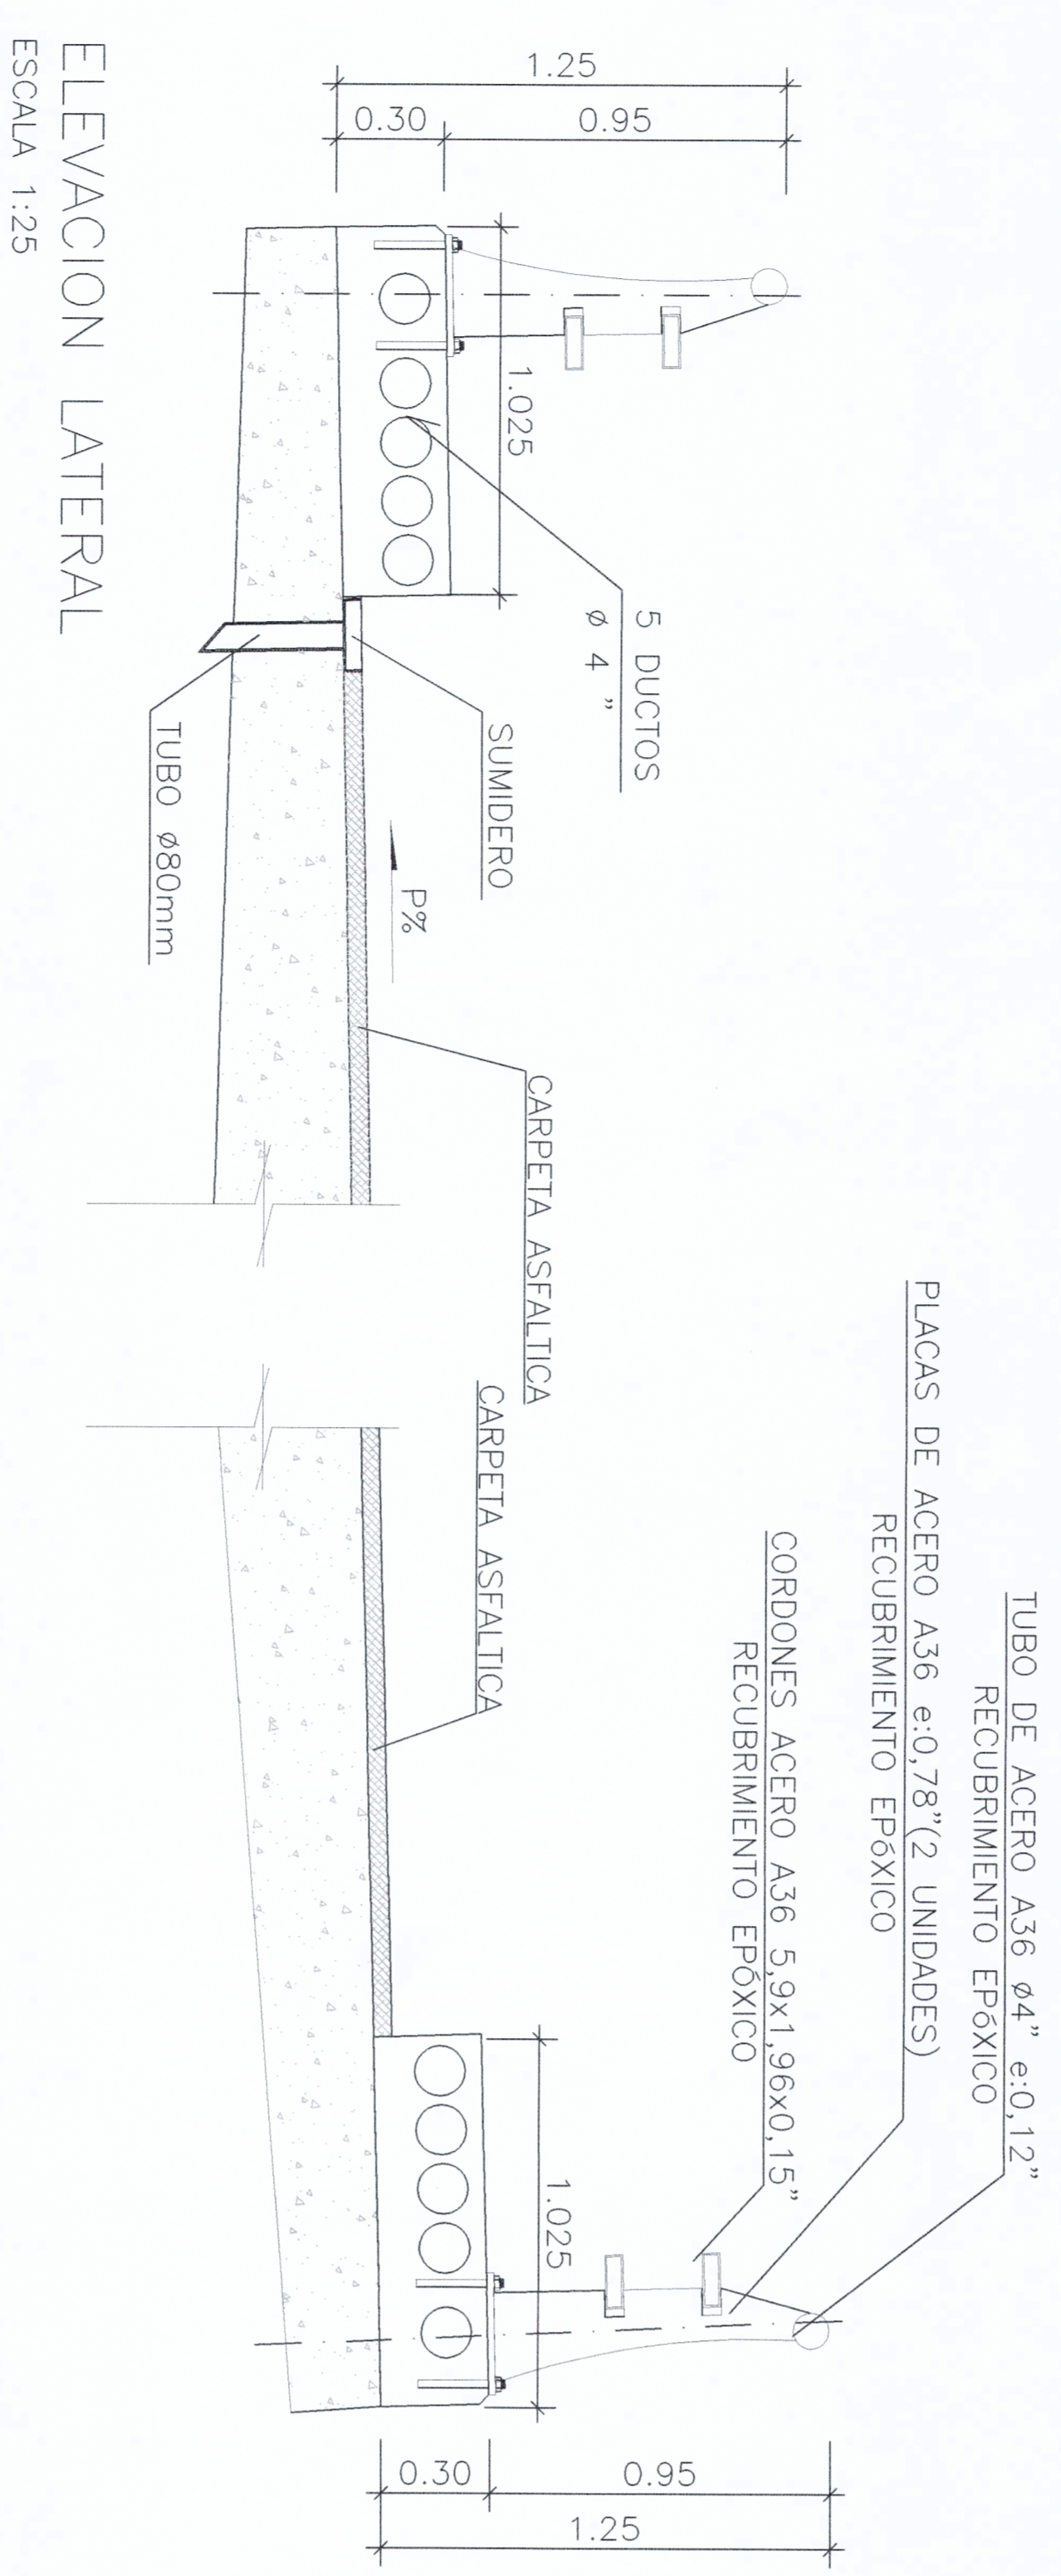 1.25
0.30
0.95
1.025
5 DUCTOS
Ø 4 "
SUMIDERO
TUBO Ø80mm
P%
CARPETA ASFALTICA
CARPETA ASFALTICA
TUBO DE ACERO A36 Ø4" e:0,12"
RECUBRIMIENTO EPóXICO
PLACAS DE ACERO A36 e:0,78"(2 UNIDADES)
RECUBRIMIENTO EPóXICO
CORDONES ACERO A36 5,9x1,96x0,15"
RECUBRIMIENTO EPÓXICO
1.025
0.30
0.95
1.25
ELEVACION LATERAL
ESCALA 1:25